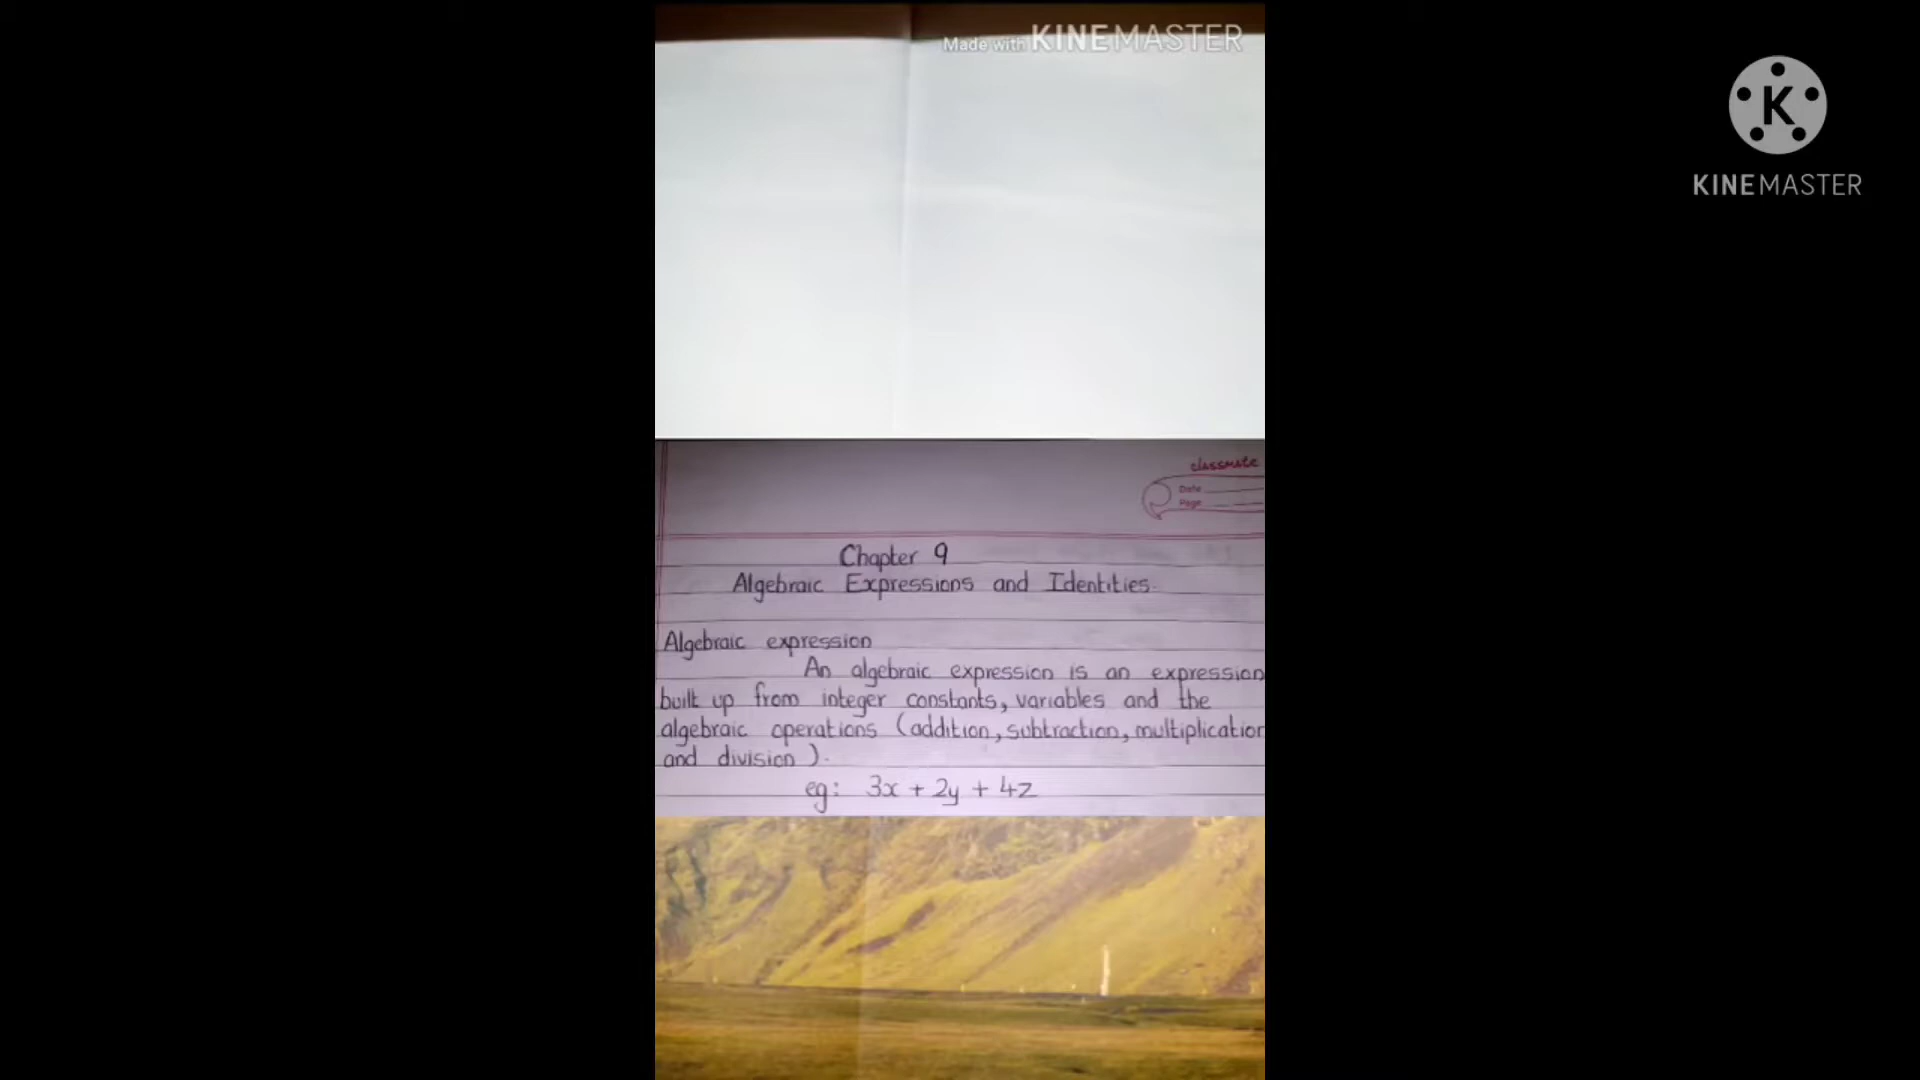 Made with KINEMASTER
K
KINEMASTER
classmate
Date
Page
Chapter 9
Algebraic Expressions and Identities.
Algebraic expression
An algebraic expression is an expression
built up from integer constants, variables and the
algebraic operations (addition, subtraction, multiplication
and division).
eg: 3x + 2y + 4z